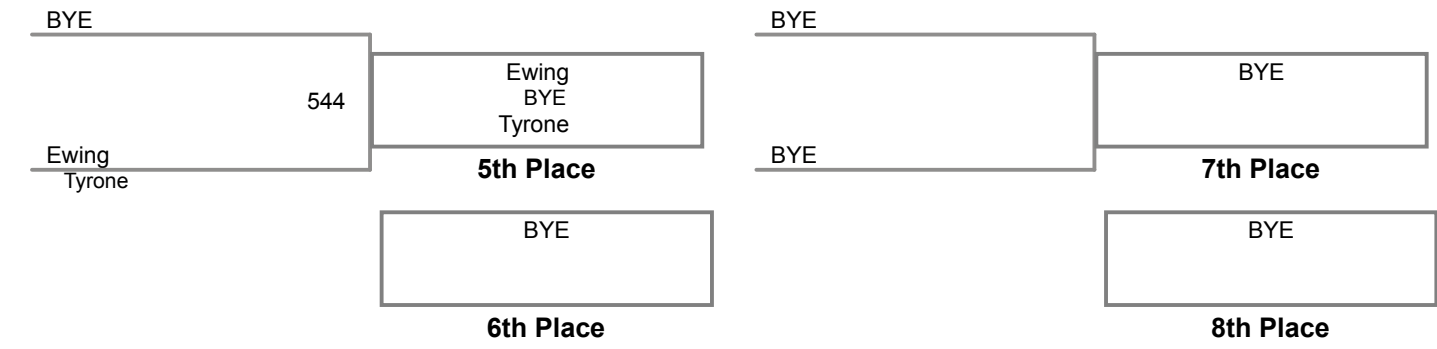 BYE
544
Ewing
Tyrone
Ewing
BYE
Tyrone
5th Place
BYE
6th Place
BYE
BYE
BYE
7th Place
BYE
8th Place